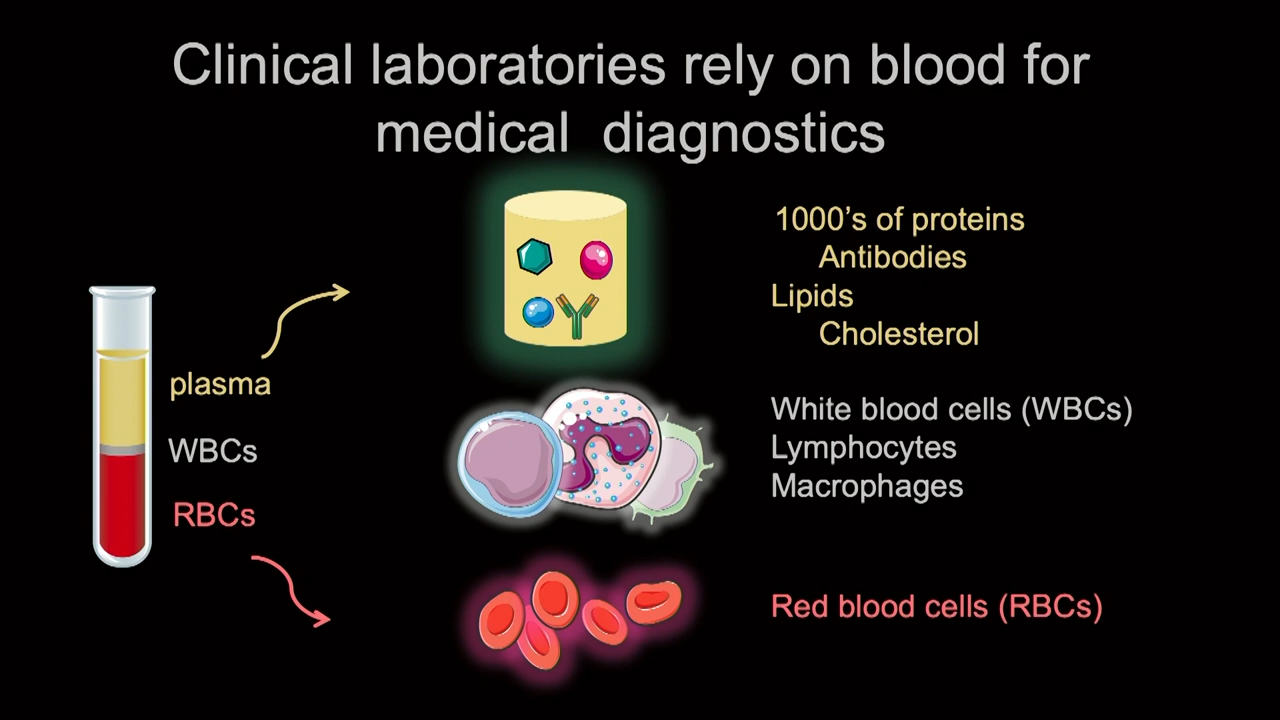 Clinical laboratories rely on blood for
medical diagnostics
1000’s of proteins
Antibodies
Lipids
Cholesterol
plasma
WBCs
RBCs
White blood cells (WBCs)
Lymphocytes
Macrophages
Red blood cells (RBCs)